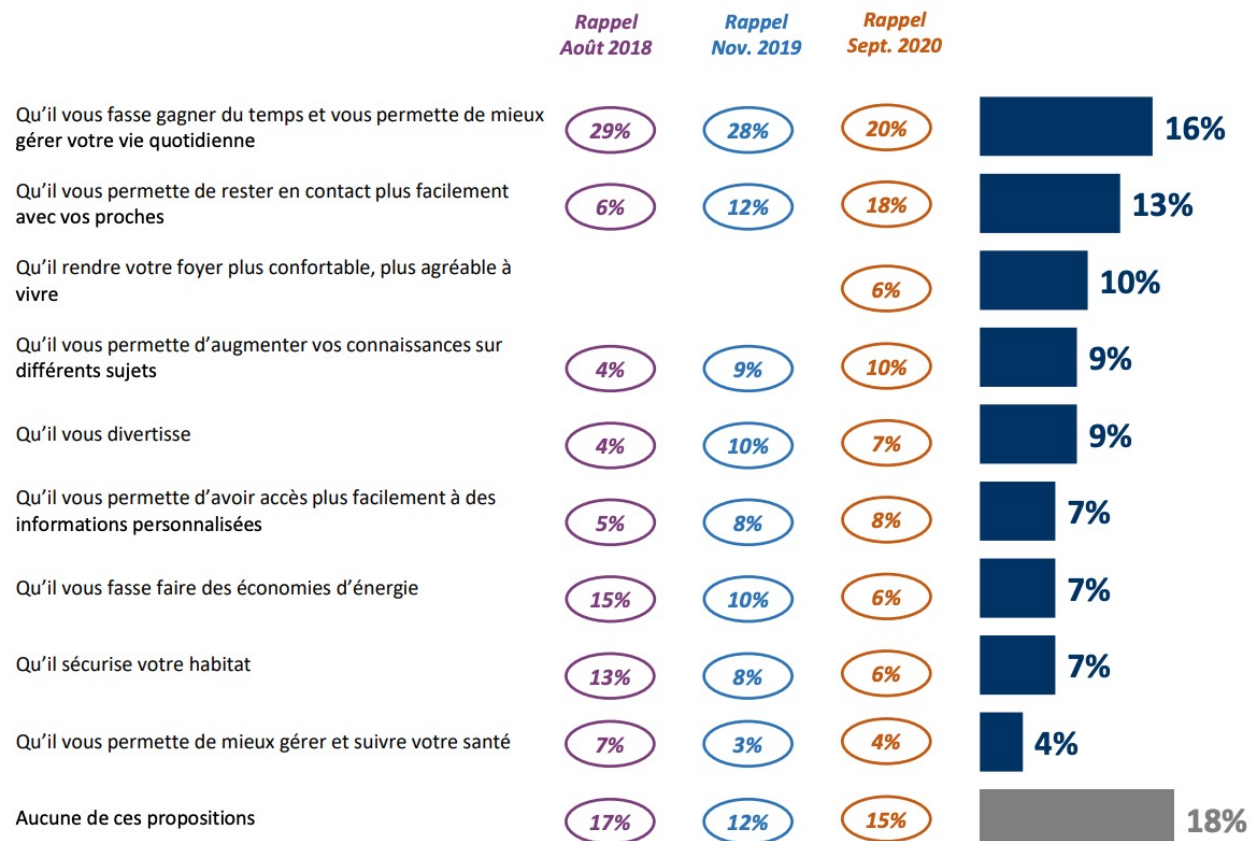 Rappel Août 2018
Rappel Nov. 2019
Rappel Sept. 2020
Qu'il vous fasse gagner du temps et vous permette de mieux
gérer votre vie quotidienne
29% 28% 20% 16%
Qu'il vous permette de rester en contact plus facilement
avec vos proches
6% 12% 18% 13%
Qu'il rendre votre foyer plus confortable, plus agréable à
vivre
6% 10%
Qu'il vous permette d'augmenter vos connaissances sur
différents sujets
4% 9% 10% 9%
Qu'il vous divertisse
4% 10% 7% 9%
Qu'il vous permette d'avoir accès plus facilement à des
informations personnalisées
5% 8% 8% 7%
Qu'il vous fasse faire des économies d'énergie
15% 10% 6% 7%
Qu'il sécurise votre habitat
13% 8% 6% 7%
Qu'il vous permette de mieux gérer et suivre votre santé
7% 3% 4% 4%
Aucune de ces propositions
17% 12% 15% 18%